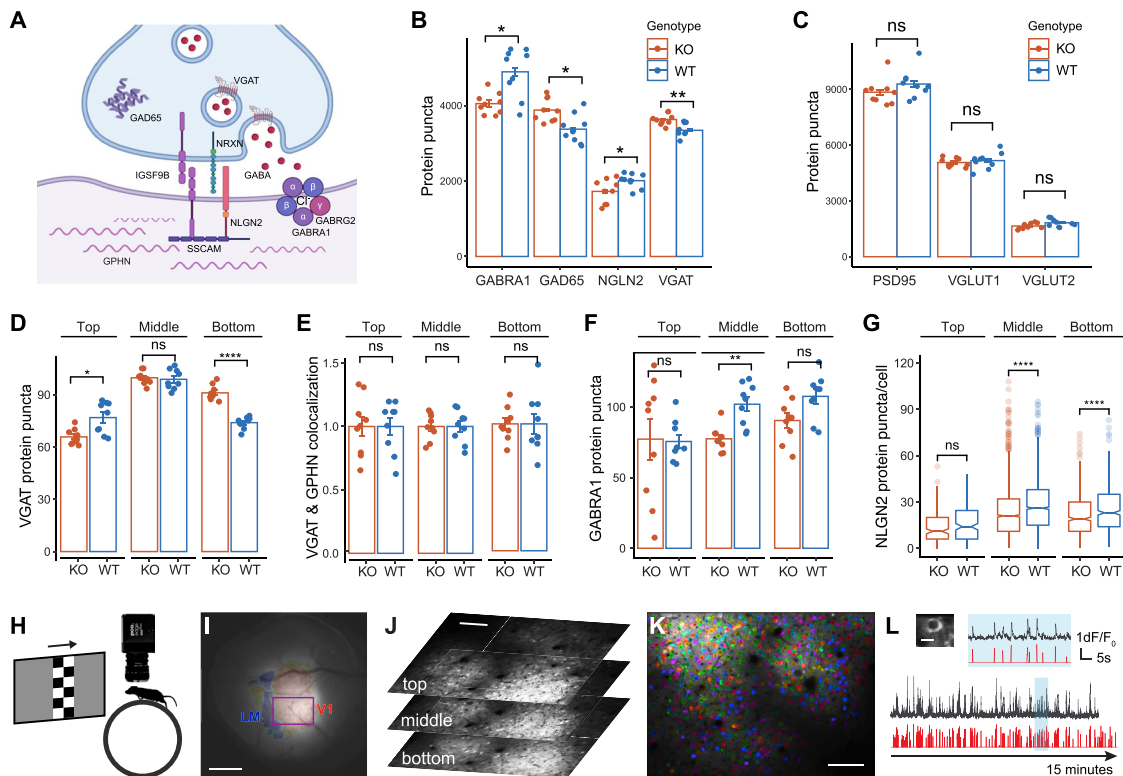 A
VGAT
GAD65
NRXN
IGSF9B
GABA
α
β
β
Cl-
γ
α
GABRG2
GABRA1
NLGN2
SSCAM
GPHN
B
Genotype
KO
WT
Protein puncta
4000
2000
0
*
*
*
**
GABRA1 GAD65 NGLN2 VGAT
C
Genotype
KO
WT
Protein puncta
9000
6000
3000
0
ns
ns
ns
PSD95 VGLUT1 VGLUT2
D
Top Middle Bottom
VGAT protein puncta
90
60
30
0
*
ns
****
KO WT KO WT KO WT
E
Top Middle Bottom
VGAT & GPHN colocalization
1.5
1.0
0.5
0.0
ns
ns
ns
KO WT KO WT KO WT
F
Top Middle Bottom
GABRA1 protein puncta
100
50
0
ns
**
ns
KO WT KO WT KO WT
G
Top Middle Bottom
NLGN2 protein puncta/cell
120
90
60
30
0
ns
****
****
KO WT KO WT KO WT
H
I
LM
V1
J
top
middle
bottom
K
L
1dF/F0
5s
15 minutes